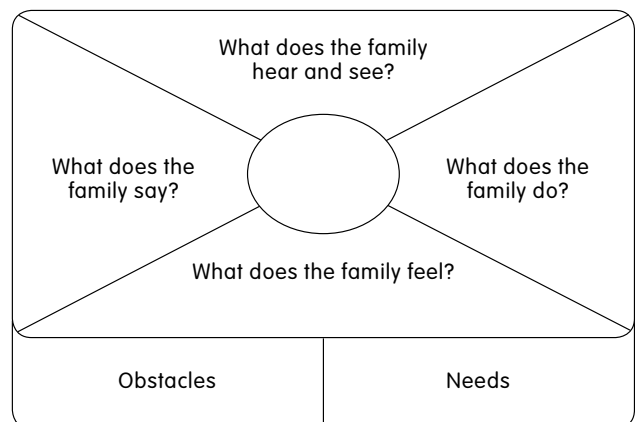 What does the family
hear and see?
What does the
family say?
What does the
family do?
What does the family feel?
Obstacles
Needs